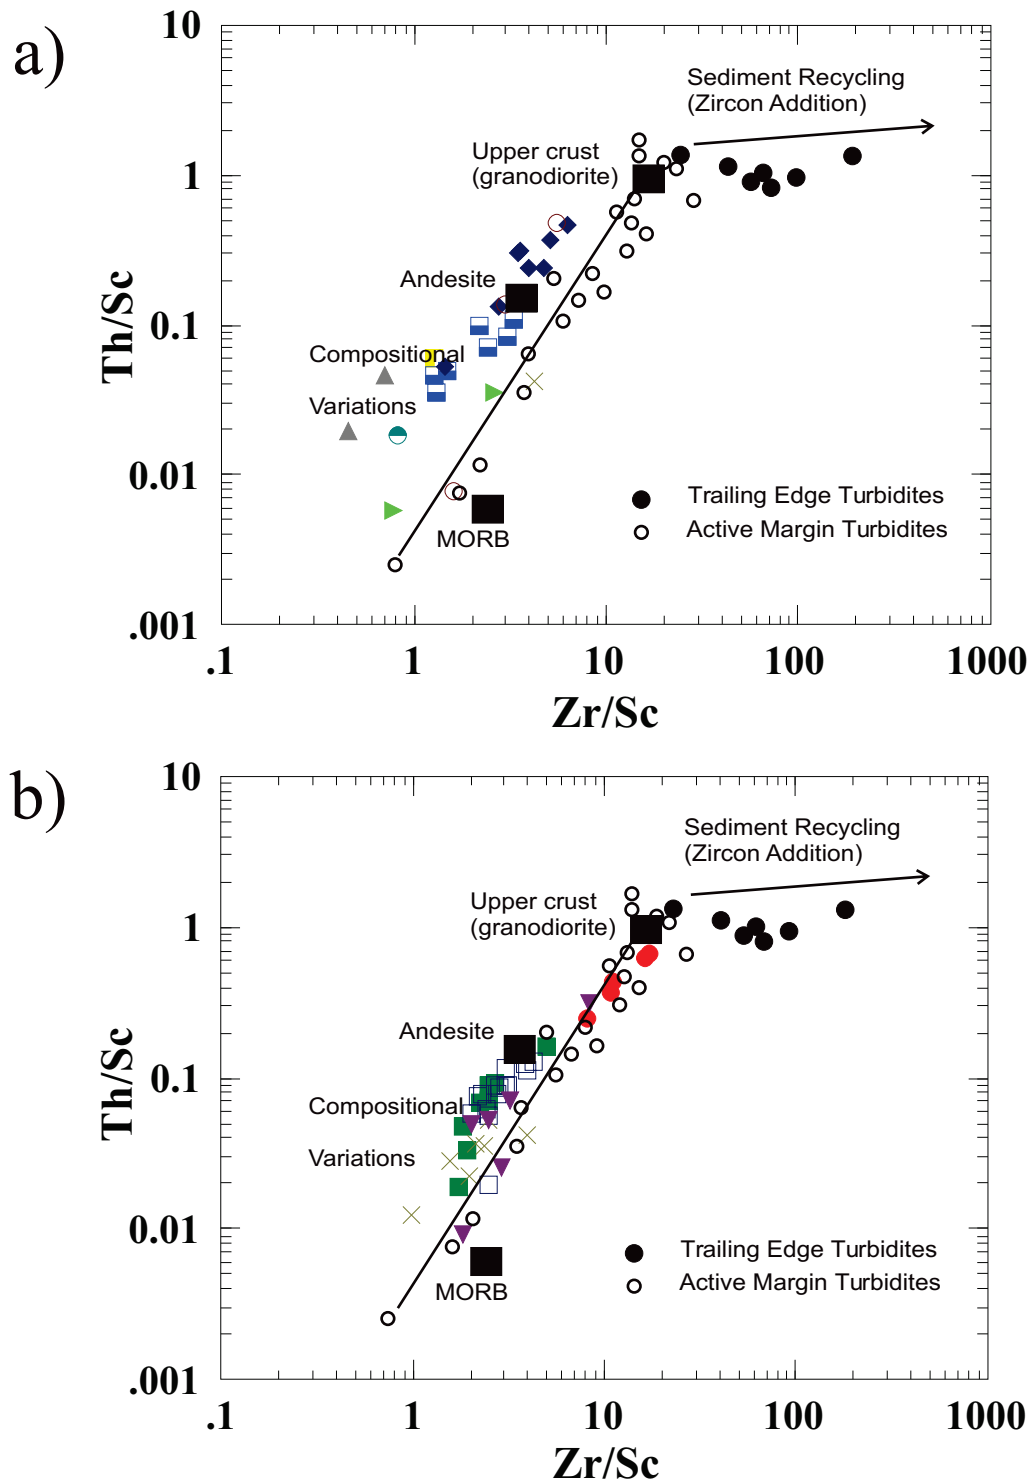 a)
10
Sediment Recycling
(Zircon Addition)
Upper crust
(granodiorite)
1
Andesite
Th/Sc
0.1
Compositional
Variations
0.01
Trailing Edge Turbidites
Active Margin Turbidites
MORB
.001
.1 1 10 100 1000
Zr/Sc
b)
10
Sediment Recycling
(Zircon Addition)
Upper crust
(granodiorite)
1
Andesite
Th/Sc
0.1
Compositional
Variations
0.01
Trailing Edge Turbidites
Active Margin Turbidites
MORB
.001
.1 1 10 100 1000
Zr/Sc